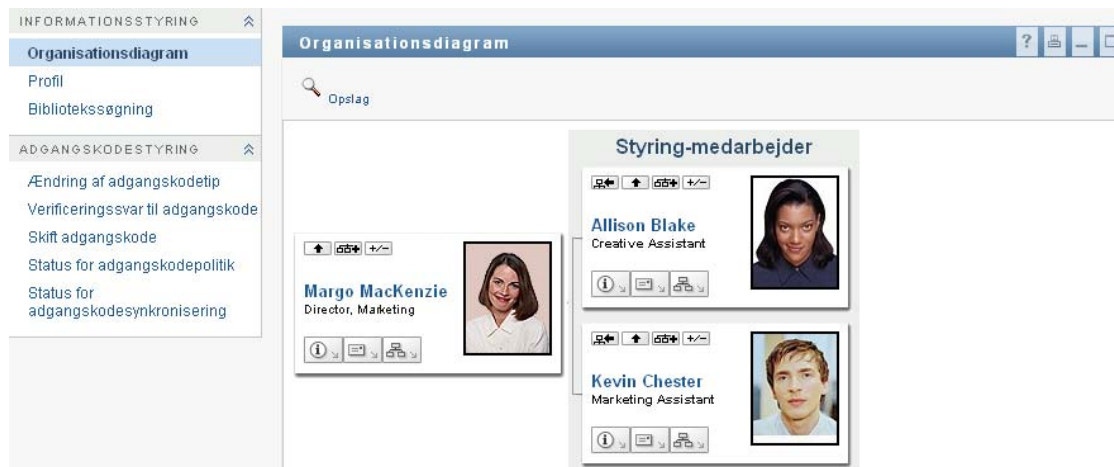 INFORMATIONSSTYRING
Organisationsdiagram
Profil
Bibliotekssøgning
ADGANGSKODESTYRING
Ændring af adgangskodetip
Verificeringssvar til adgangskode
Skift adgangskode
Status for adgangskodepolitik
Status for
adgangskodesynkronisering
Organisationsdiagram
?
Opslag
Styring-medarbejder
+/-
Margo MacKenzie
Director, Marketing
+/-
Allison Blake
Creative Assistant
+/-
Kevin Chester
Marketing Assistant